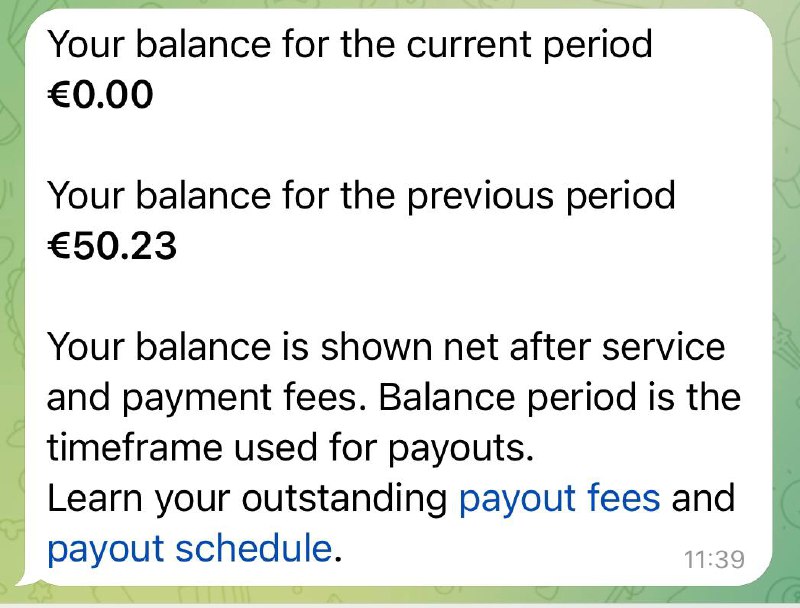 Your balance for the current period
€0.00
Your balance for the previous period
€50.23
Your balance is shown net after service
and payment fees. Balance period is the
timeframe used for payouts.
Learn your outstanding payout fees and
payout schedule.
11:39